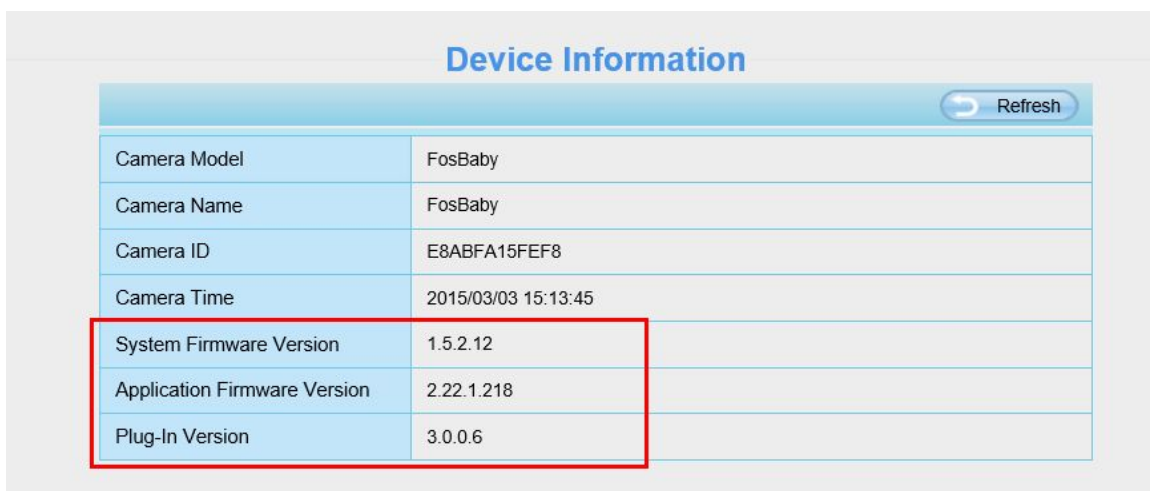 Device Information
Refresh
Camera Model FosBaby
Camera Name FosBaby
Camera ID E8ABFA15FEF8
Camera Time 2015/03/03 15:13:45
System Firmware Version 1.5.2.12
Application Firmware Version 2.22.1.218
Plug-In Version 3.0.0.6